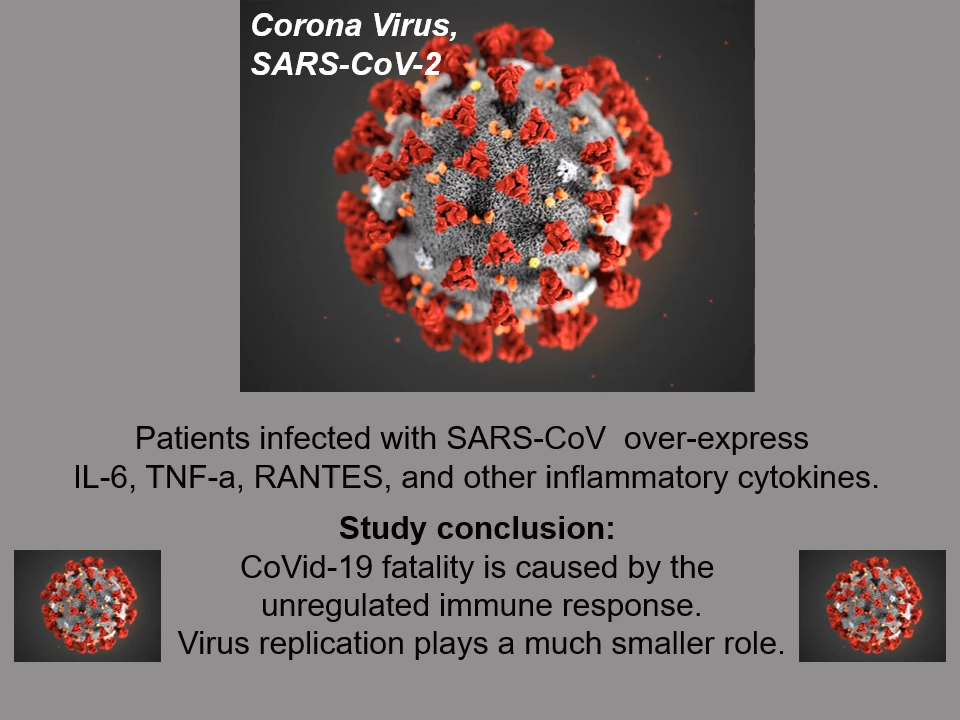 Corona Virus,
SARS-CoV-2
Patients infected with SARS-CoV  over-express
IL-6, TNF-a, RANTES, and other inflammatory cytokines.
Study conclusion:
CoVid-19 fatality is caused by the
unregulated immune response.
Virus replication plays a much smaller role.